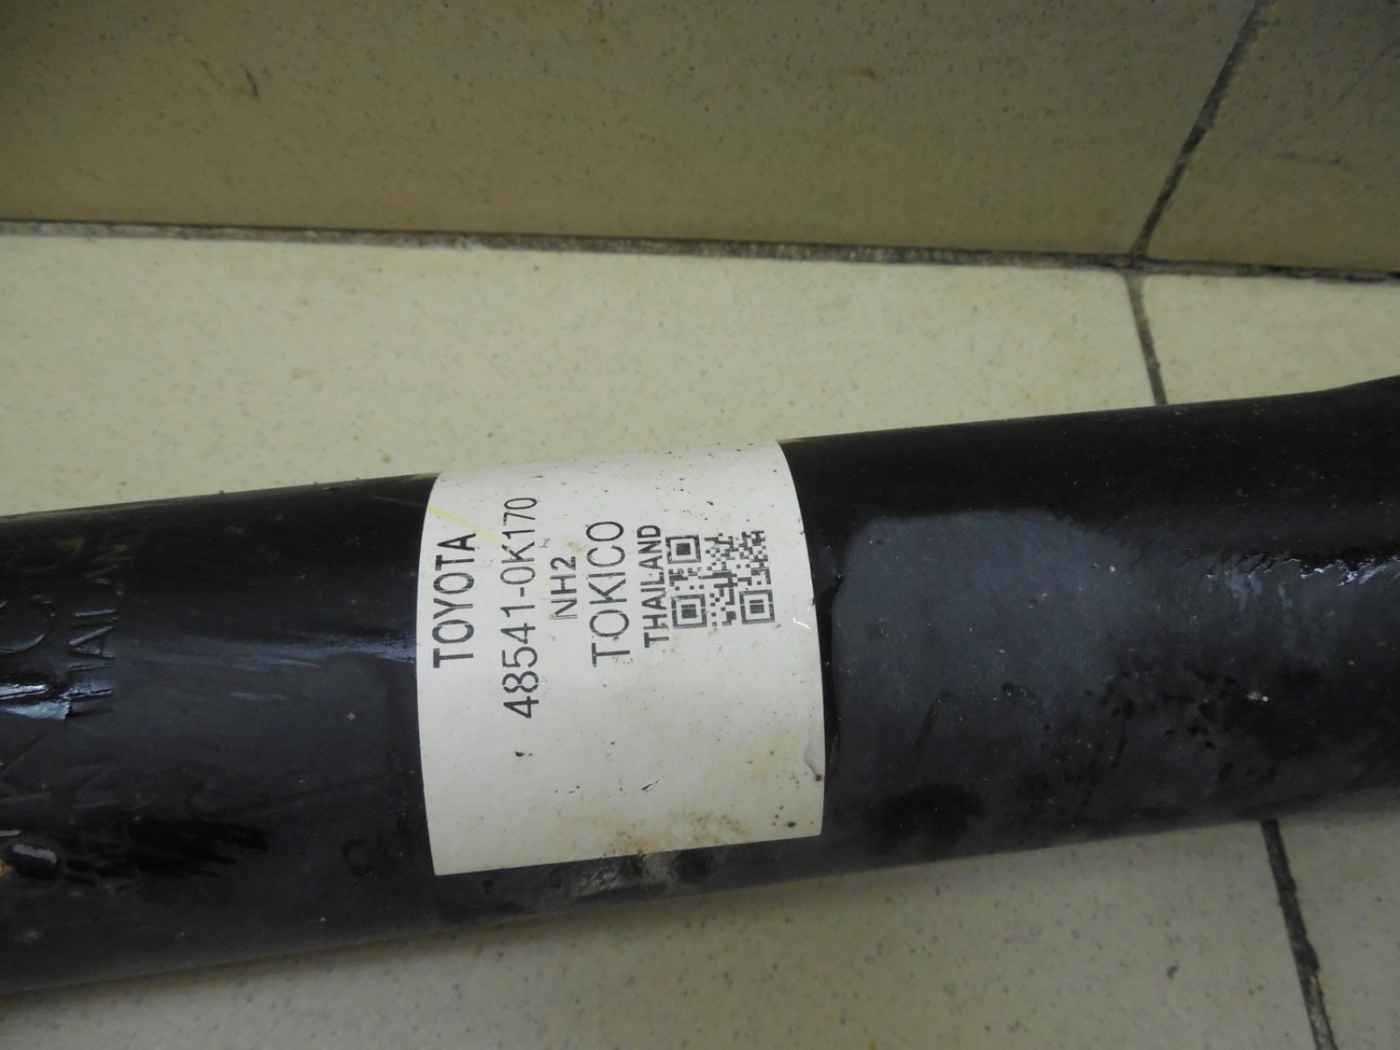 TOYOTA
48541-0K170
NH2
TOKICO
THAILAND